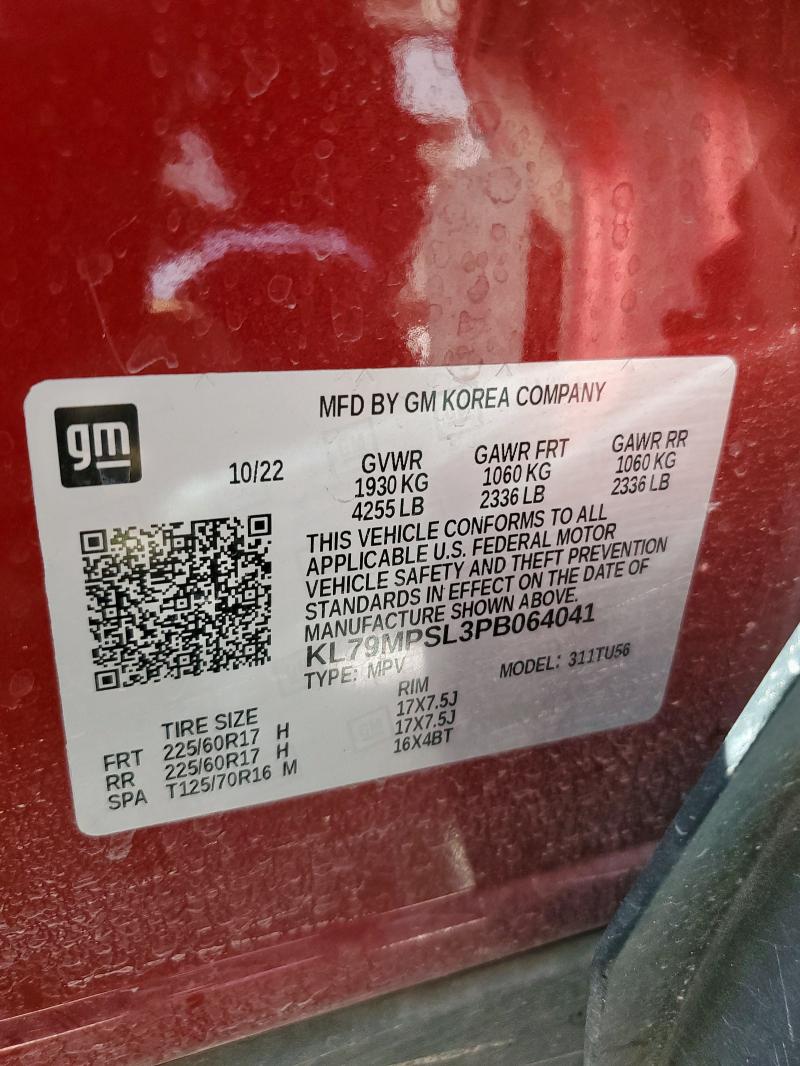 gm
MFD BY GM KOREA COMPANY
10/22
GVWR
1930 KG
4255 LB
GAWR FRT
1060 KG
2336 LB
GAWR RR
1060 KG
2336 LB
THIS VEHICLE CONFORMS TO ALL
APPLICABLE U.S. FEDERAL MOTOR
VEHICLE SAFETY AND THEFT PREVENTION
STANDARDS IN EFFECT ON THE DATE OF
MANUFACTURE SHOWN ABOVE.
KL79MPSL3PB064041
TYPE: MPV MODEL: 311TU56
TIRE SIZE RIM
FRT 225/60R17 H 17X7.5J
RR 225/60R17 H 17X7.5J
SPA T125/70R16 M 16X4BT